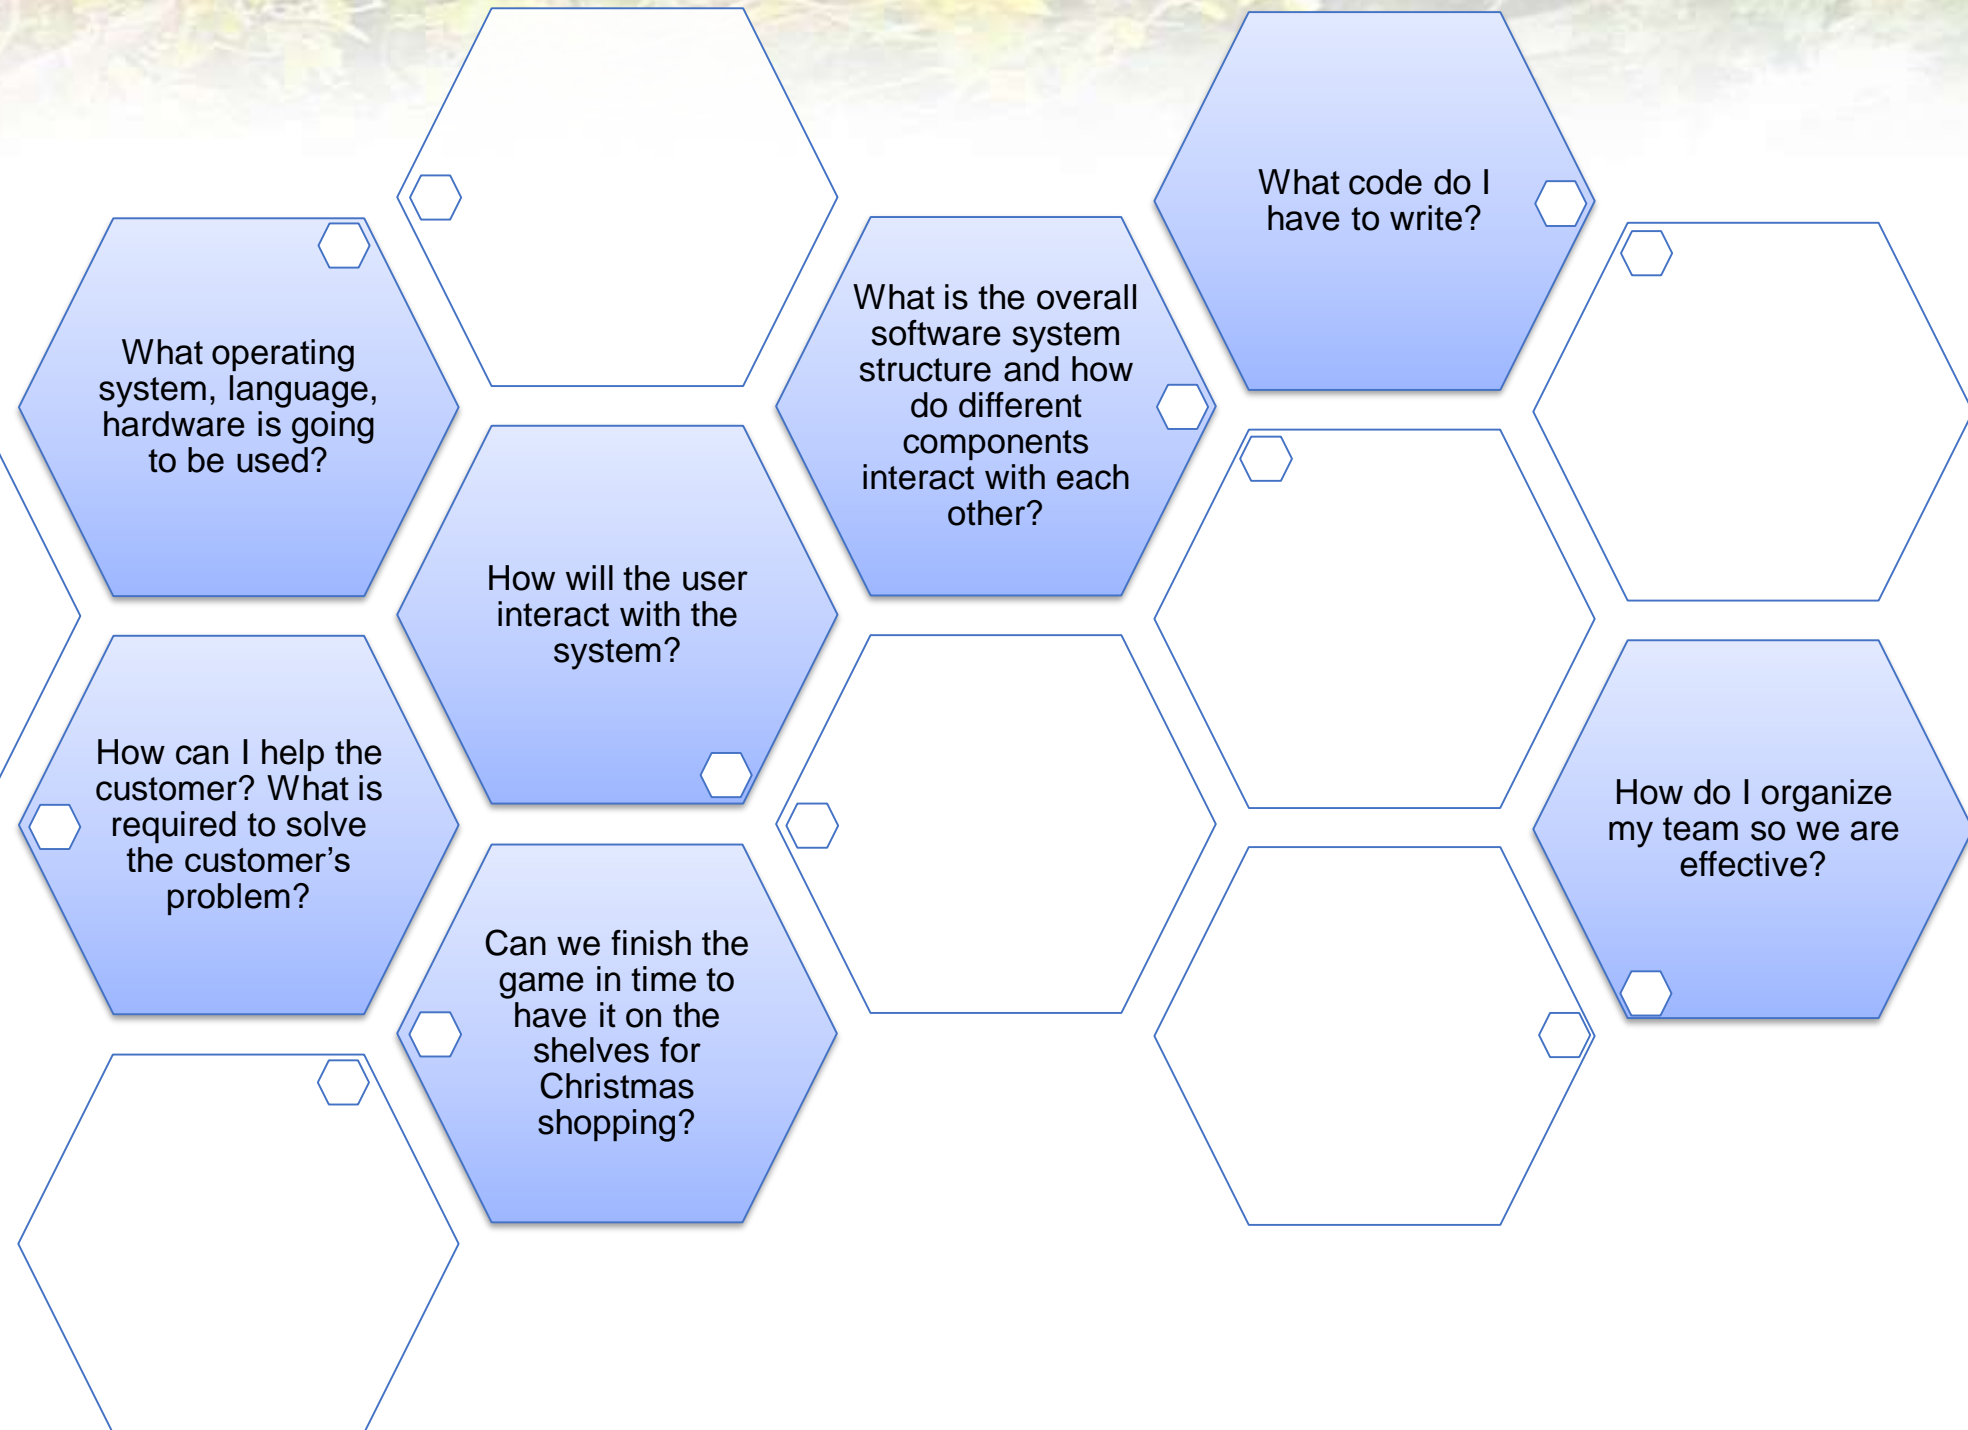 What operating
system, language,
hardware is going
to be used?
How can I help the
customer? What is
required to solve
the customer’s
problem?
How will the user
interact with the
system?
Can we finish the
game in time to
have it on the
shelves for
Christmas
shopping?
What is the overall
software system
structure and how
do different
components
interact with each
other?
What code do I
have to write?
How do I organize
my team so we are
effective?